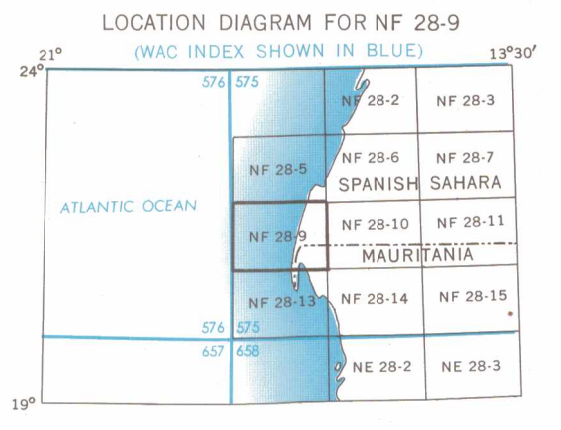 LOCATION DIAGRAM FOR NF 28-9
(WAC INDEX SHOWN IN BLUE)
21° 13°30′
24°
576 575
NF 28-2 NF 28-3
NF 28-5 NF 28-6 NF 28-7
SPANISH SAHARA
ATLANTIC OCEAN
NF 28-9 NF 28-10 NF 28-11
MAURITANIA
NF 28-13 NF 28-14 NF 28-15
576 575
657 658
NE 28-2 NE 28-3
19°